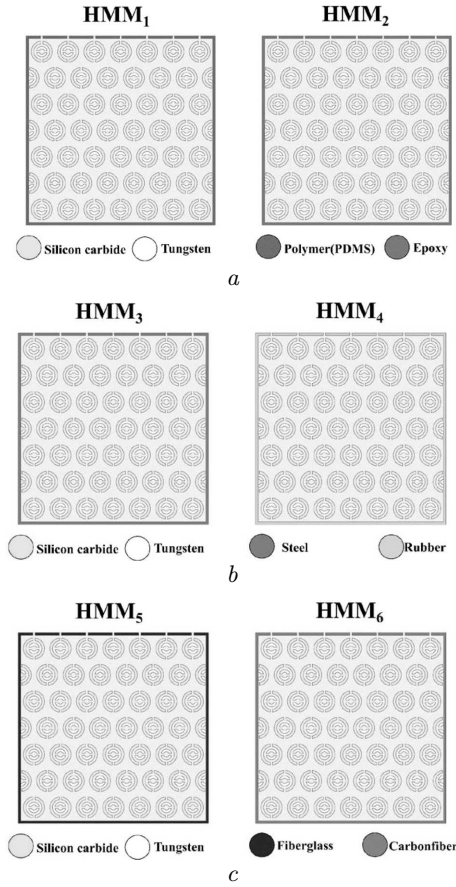 HMM₁ HMM₂
Silicon carbide Tungsten Polymer(PDMS) Epoxy
a
HMM₃ HMM₄
Silicon carbide Tungsten Steel Rubber
b
HMM₅ HMM₆
Silicon carbide Tungsten Fiberglass Carbonfiber
c